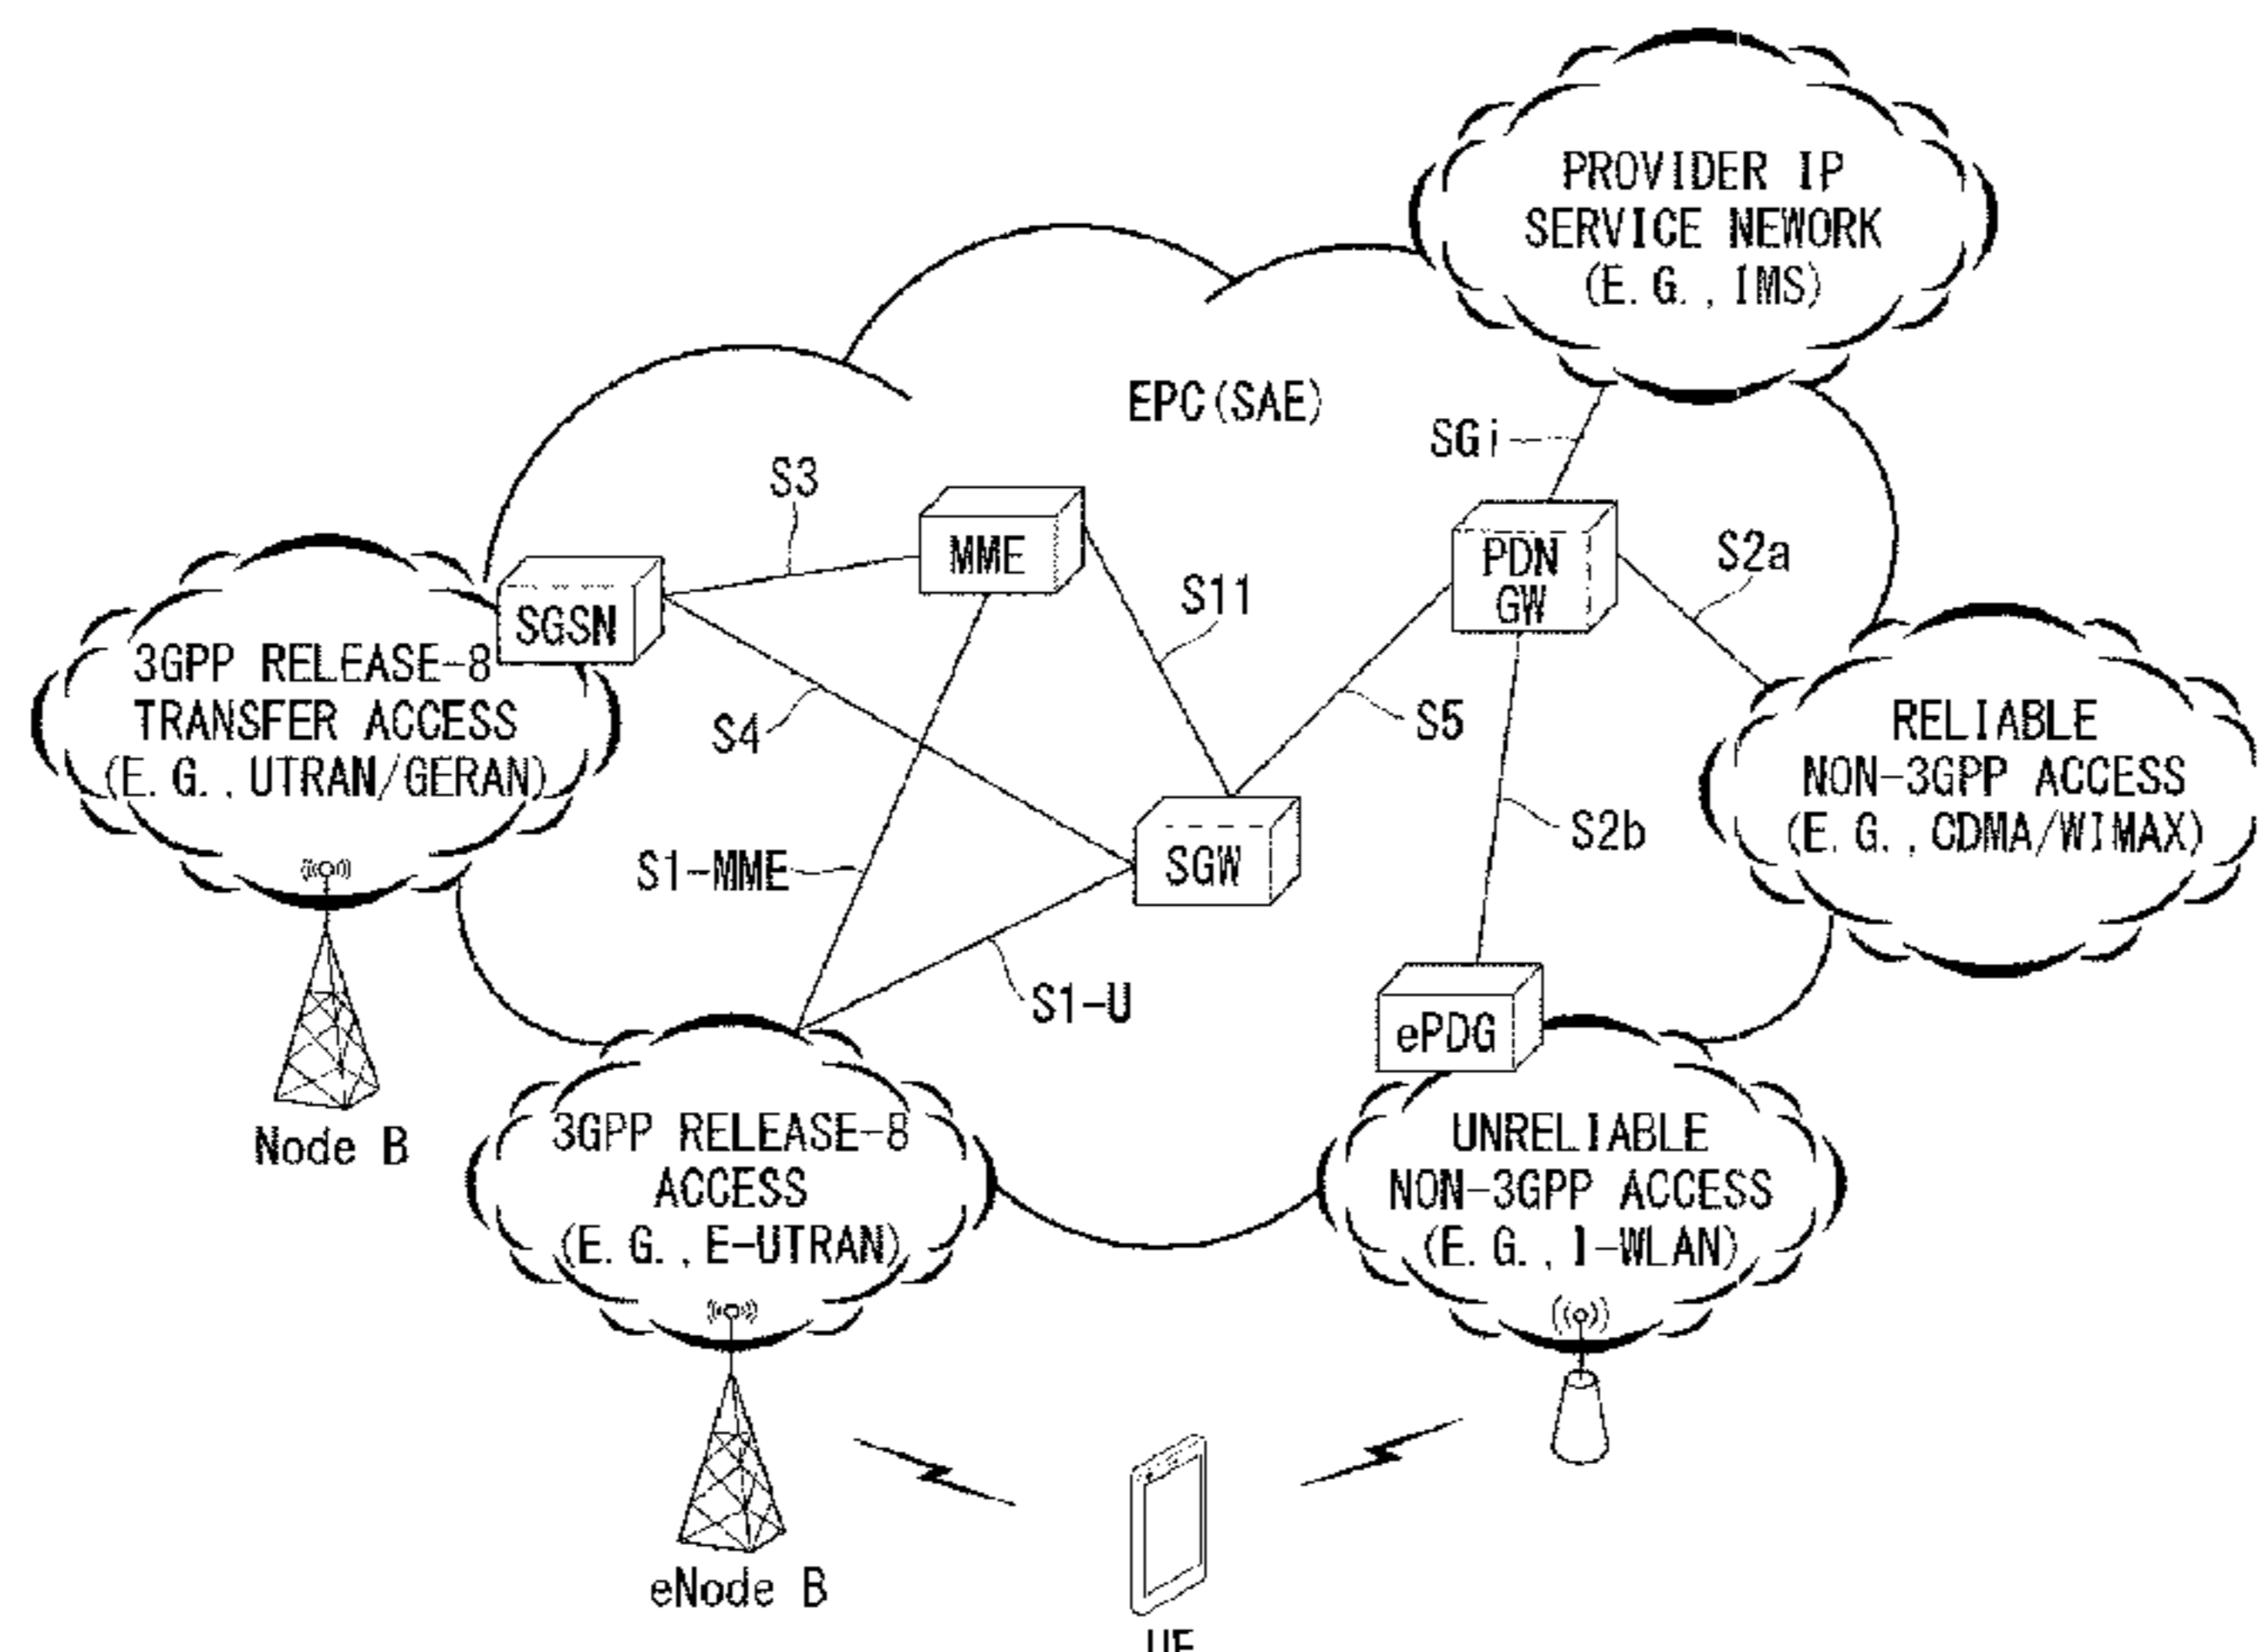 PROVIDER IP
SERVICE NEWORK
(E.G., IMS)
EPC(SAE)
SGi
S3
MME
PDN
GW
S2a
SGSN
S11
3GPP RELEASE-8
TRANSFER ACCESS
(E.G., UTRAN/GERAN)
S4
S5
RELIABLE
NON-3GPP ACCESS
(E.G., CDMA/WIMAX)
S2b
S1-MME
SGW
S1-U
ePDG
Node B
3GPP RELEASE-8
ACCESS
(E.G., E-UTRAN)
UNRELIABLE
NON-3GPP ACCESS
(E.G., I-WLAN)
eNode B
UE